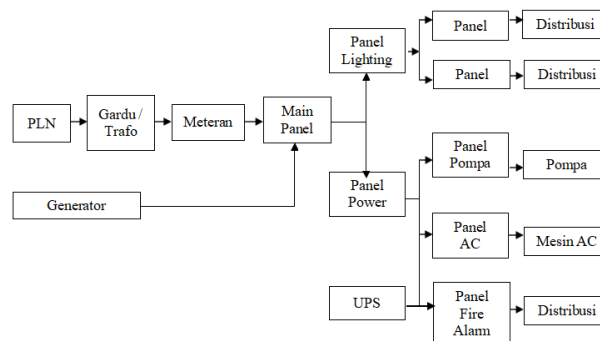 Panel
Distribusi
Panel
Lighting
Panel
Distribusi
PLN
Gardu /
Trafo
Meteran
Main
Panel
Panel
Pompa
Pompa
Generator
Panel
Power
Panel
AC
Mesin AC
UPS
Panel
Fire
Alarm
Distribusi